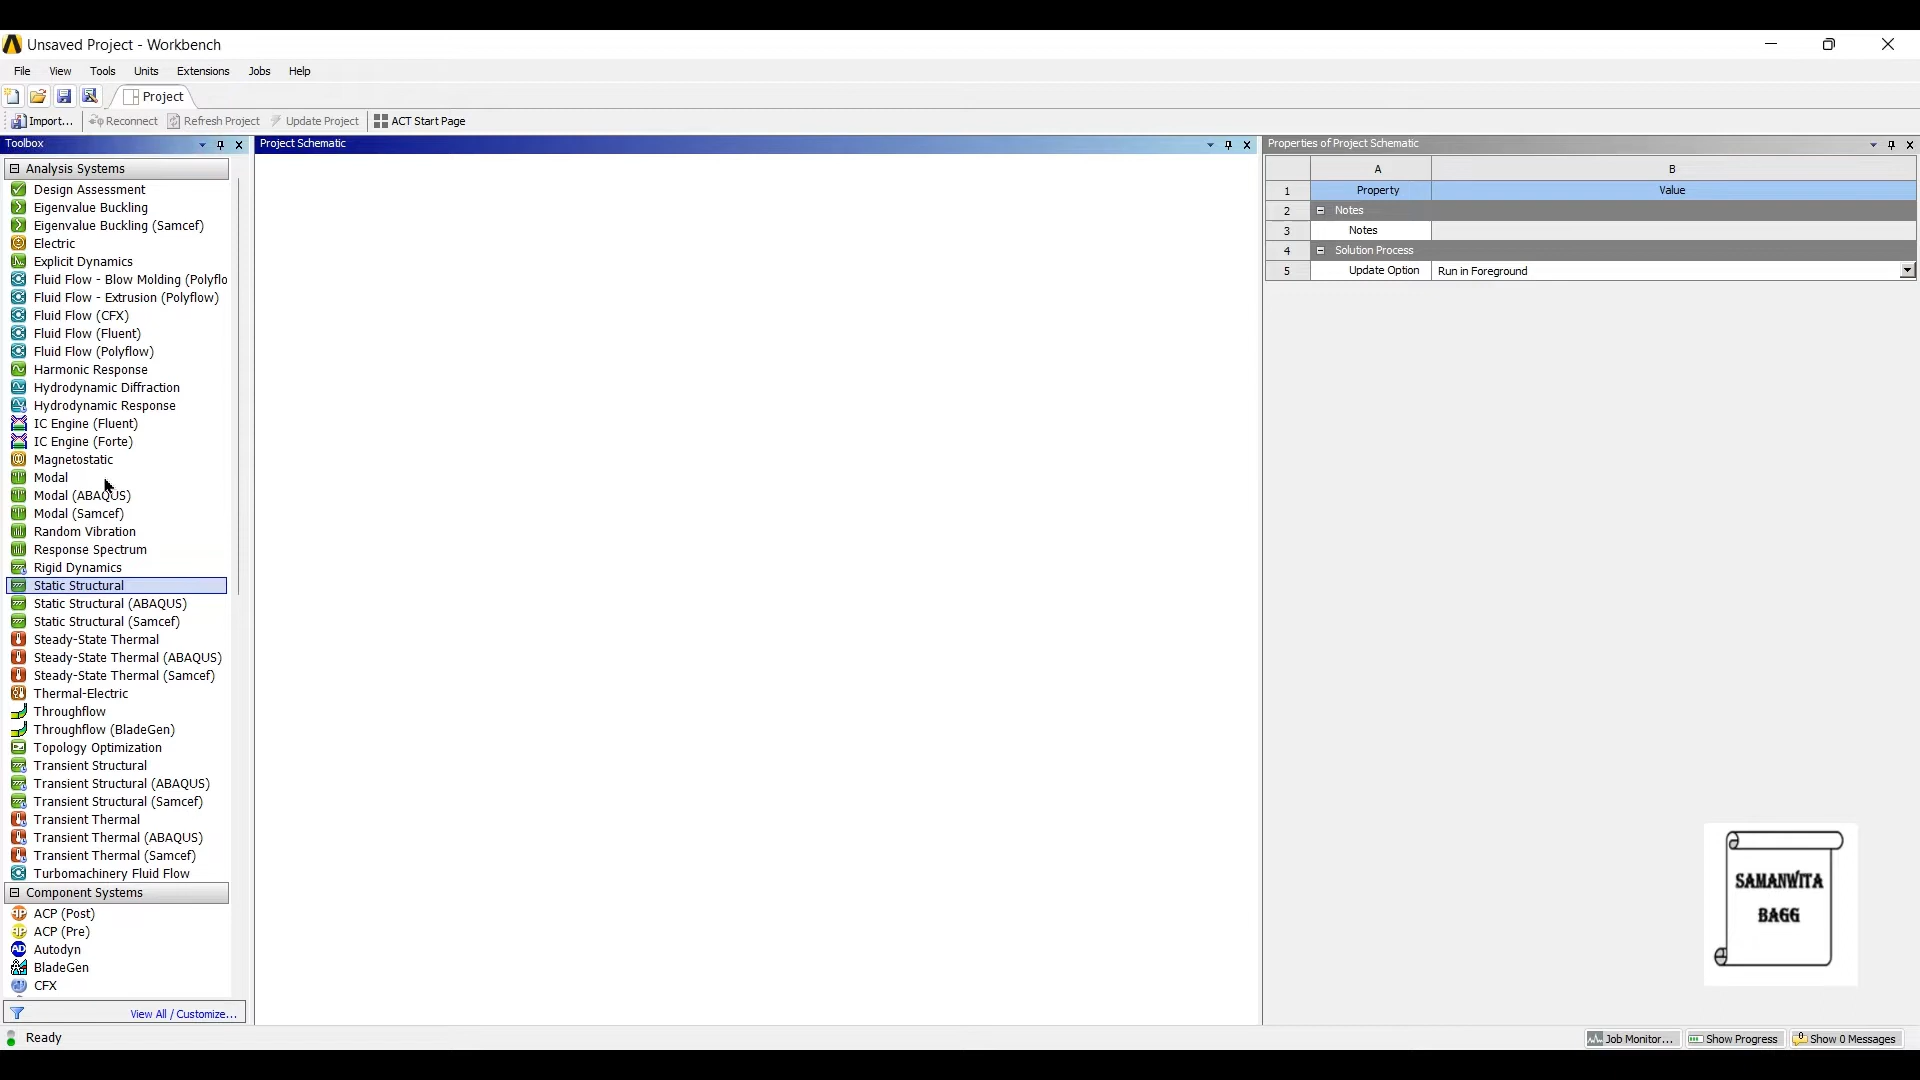 Unsaved Project - Workbench
File View Tools Units Extensions Jobs Help
Project
Import... Reconnect Refresh Project Update Project ACT Start Page
Toolbox
Analysis Systems
Design Assessment
Eigenvalue Buckling
Eigenvalue Buckling (Samcef)
Electric
Explicit Dynamics
Fluid Flow - Blow Molding (Polyflo
Fluid Flow - Extrusion (Polyflow)
Fluid Flow (CFX)
Fluid Flow (Fluent)
Fluid Flow (Polyflow)
Harmonic Response
Hydrodynamic Diffraction
Hydrodynamic Response
IC Engine (Fluent)
IC Engine (Forte)
Magnetostatic
Modal
Modal (ABAQUS)
Modal (Samcef)
Random Vibration
Response Spectrum
Rigid Dynamics
Static Structural
Static Structural (ABAQUS)
Static Structural (Samcef)
Steady-State Thermal
Steady-State Thermal (ABAQUS)
Steady-State Thermal (Samcef)
Thermal-Electric
Throughflow
Throughflow (BladeGen)
Topology Optimization
Transient Structural
Transient Structural (ABAQUS)
Transient Structural (Samcef)
Transient Thermal
Transient Thermal (ABAQUS)
Transient Thermal (Samcef)
Turbomachinery Fluid Flow
Component Systems
ACP (Post)
ACP (Pre)
Autodyn
BladeGen
CFX
View All / Customize...
Project Schematic
Properties of Project Schematic
A B
1 Property Value
2 Notes
3 Notes
4 Solution Process
5 Update Option Run in Foreground
SAMANWITA
BAGG
Ready
Job Monitor... Show Progress Show 0 Messages